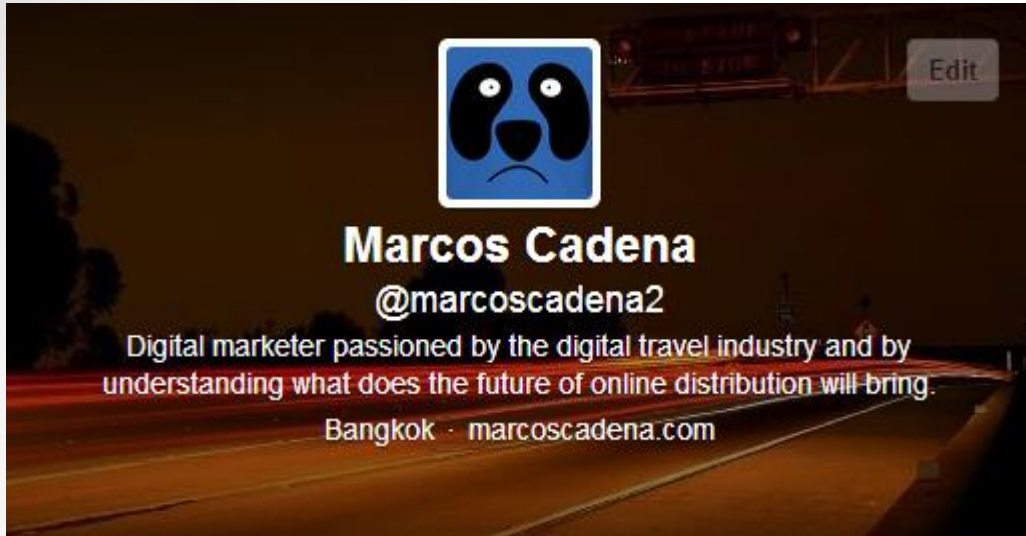 Edit
Marcos Cadena
@marcoscadena2
Digital marketer passioned by the digital travel industry and by
understanding what does the future of online distribution will bring.
Bangkok · marcoscadena.com